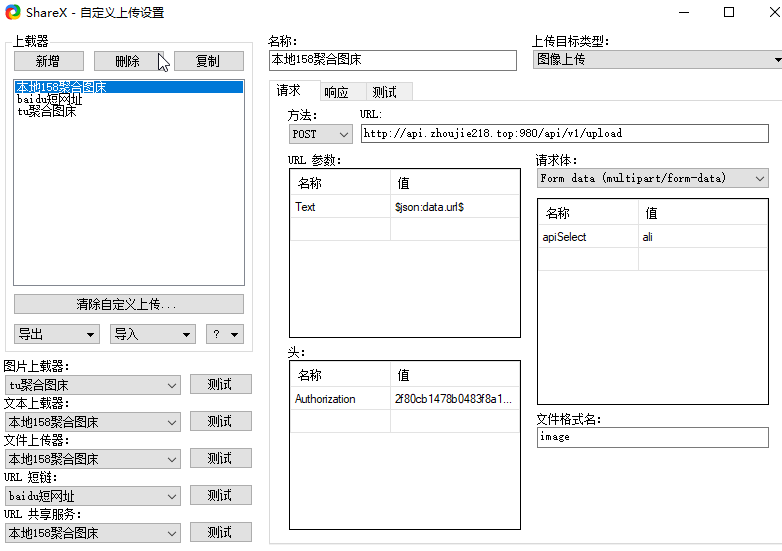 ShareX - 自定义上传设置
上载器
新增 删除 复制
本地158聚合图床
baidu短网址
tu聚合图床
清除自定义上传...
导出 导入 ?
图片上载器:
tu聚合图床 测试
文本上载器:
本地158聚合图床 测试
文件上传器:
本地158聚合图床 测试
URL 短链:
baidu短网址 测试
URL 共享服务:
本地158聚合图床 测试
名称:
本地158聚合图床
上传目标类型:
图像上传
请求 响应 测试
方法: URL:
POST http://api.zhoujie218.top:980/api/v1/upload
URL 参数:
名称 值
Text $json:data.url$
头:
名称 值
Authorization 2f80cb1478b0483f8a1...
请求体:
Form data (multipart/form-data)
名称 值
apiSelect ali
文件格式名:
image